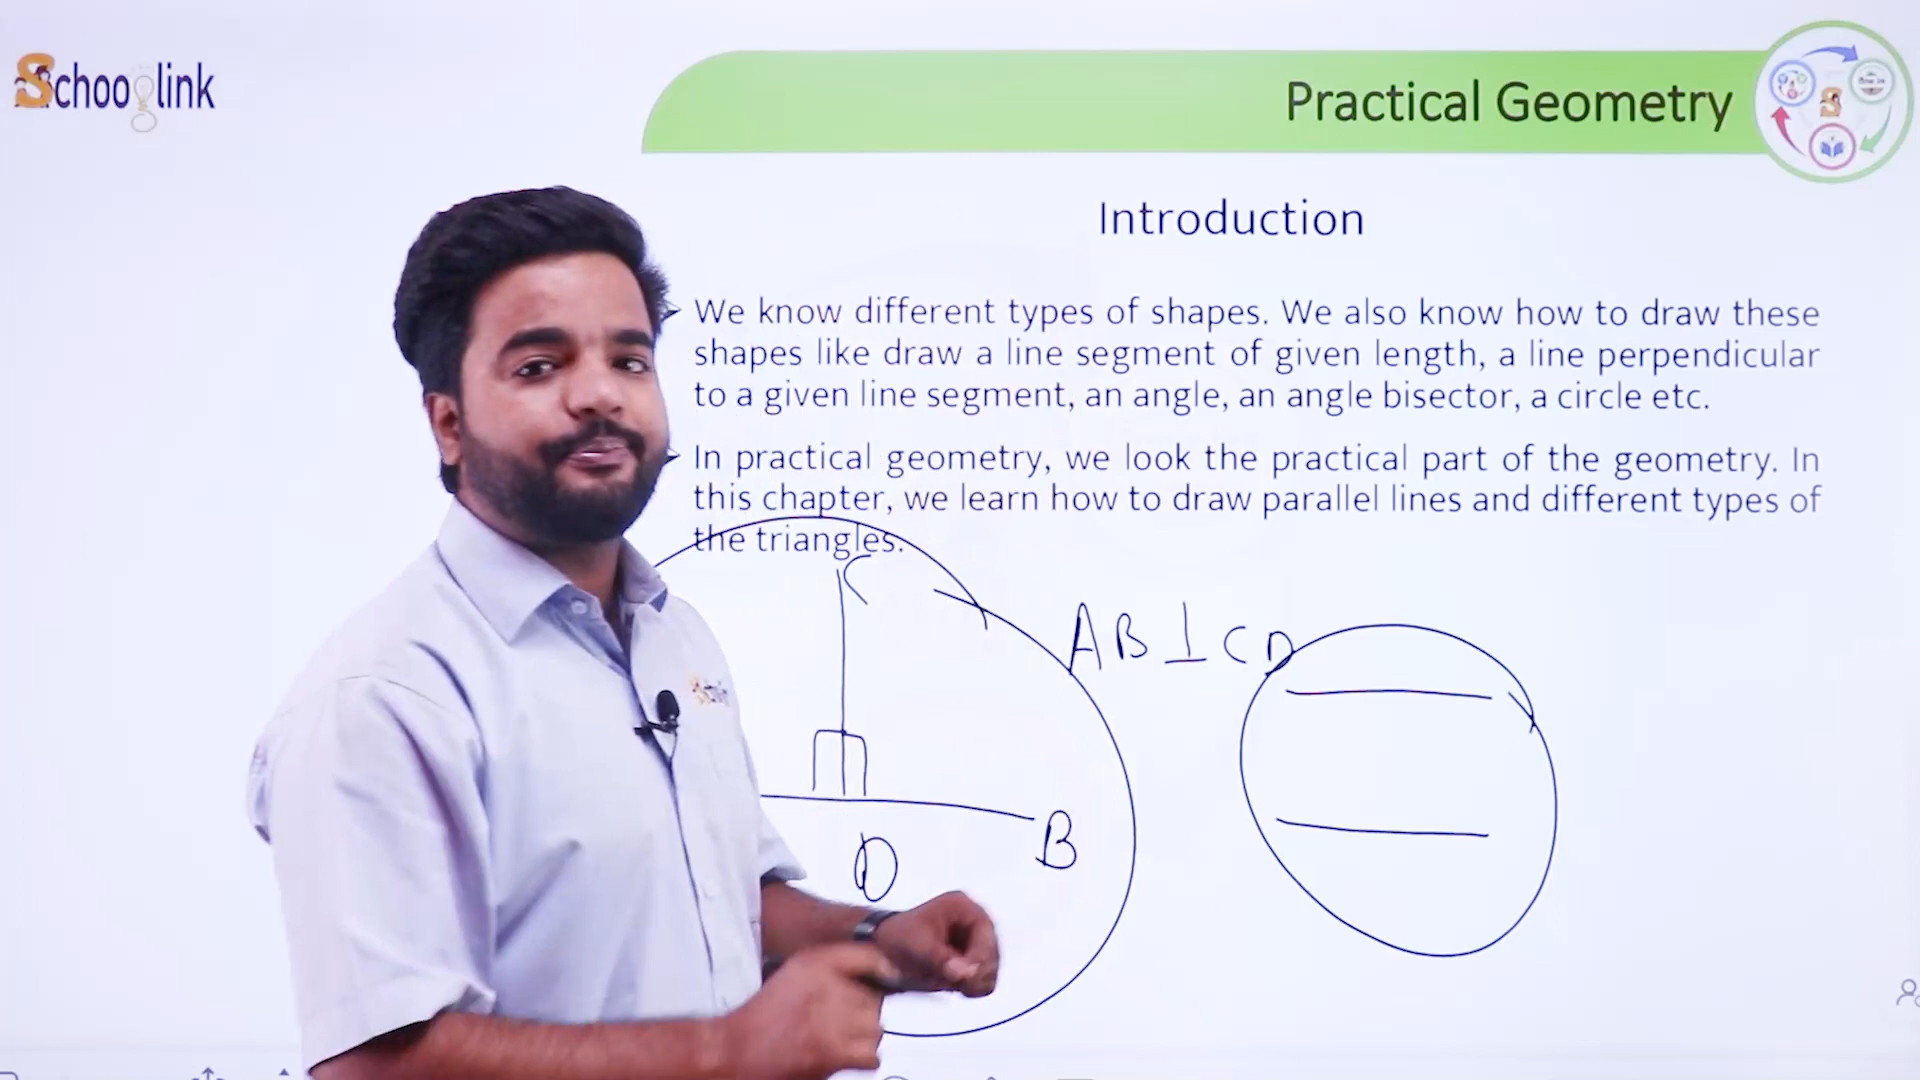 Schooglink
Practical Geometry
Introduction
We know different types of shapes. We also know how to draw these
shapes like draw a line segment of given length, a line perpendicular
to a given line segment, an angle, an angle bisector, a circle etc.
In practical geometry, we look the practical part of the geometry. In
this chapter, we learn how to draw parallel lines and different types of
the triangles.
C
AB ⊥ CD
D
B